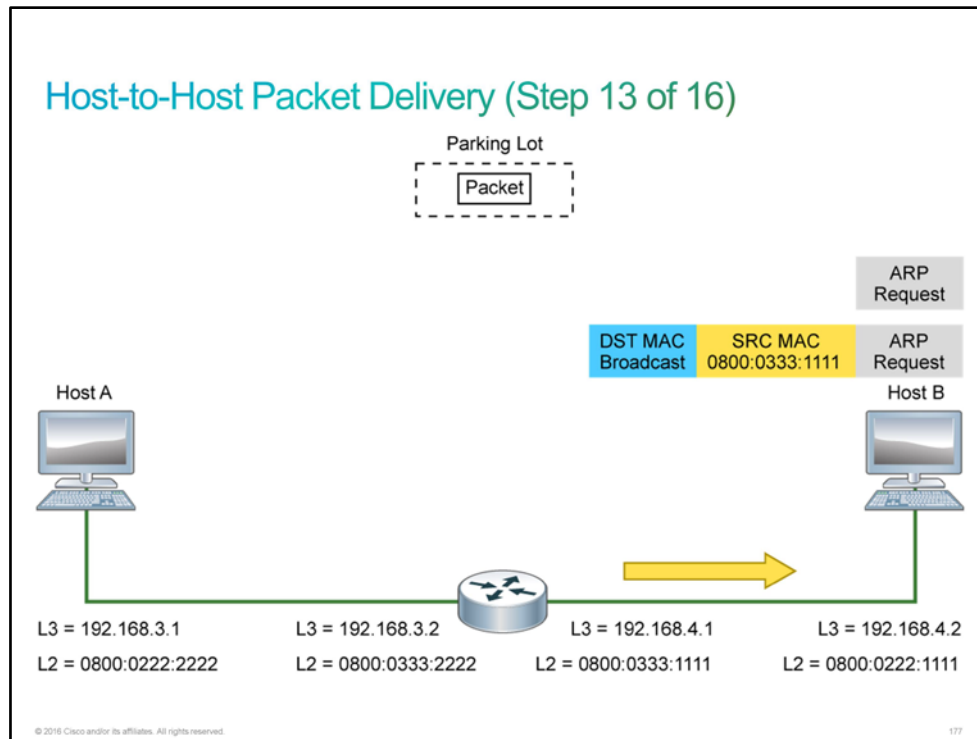 Host-to-Host Packet Delivery (Step 13 of 16)
Parking Lot
Packet
ARP
Request
DST MAC
Broadcast
SRC MAC
0800:0333:1111
ARP
Request
Host A
Host B
L3 = 192.168.3.1
L2 = 0800:0222:2222
L3 = 192.168.3.2
L2 = 0800:0333:2222
L3 = 192.168.4.1
L2 = 0800:0333:1111
L3 = 192.168.4.2
L2 = 0800:0222:1111
© 2016 Cisco and/or its affiliates. All rights reserved.
177